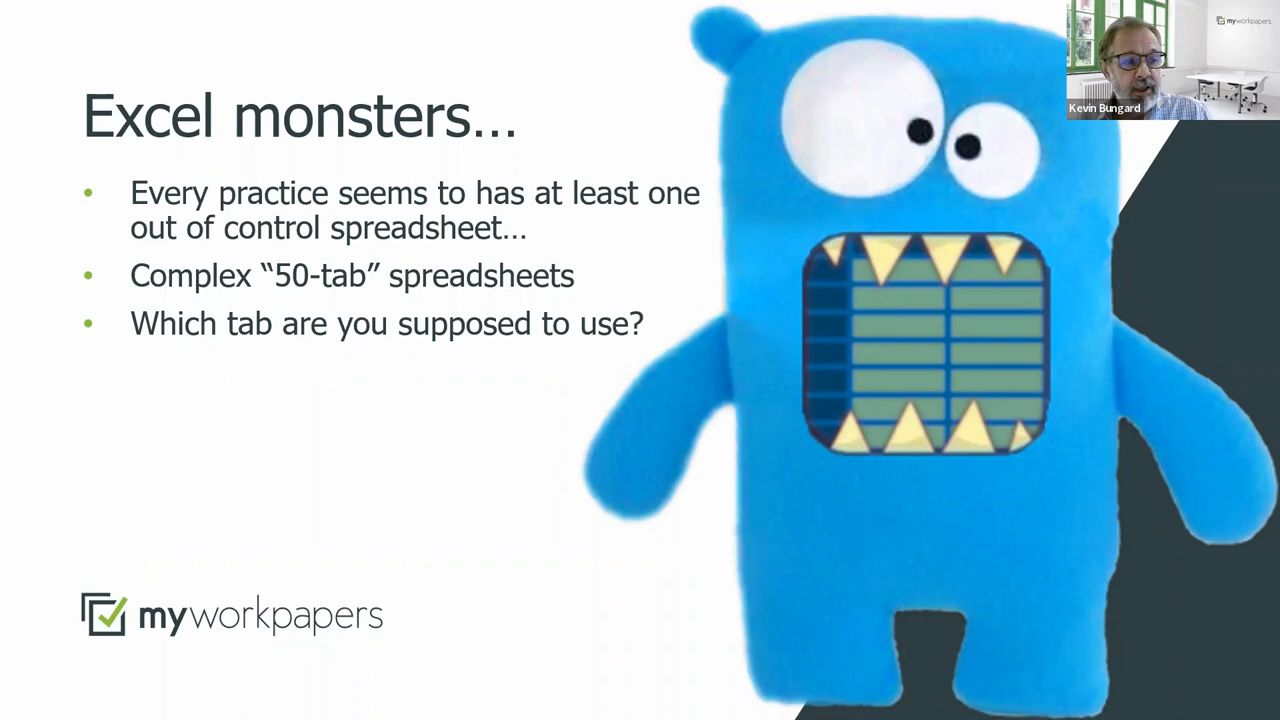 Excel monsters...
• Every practice seems to has at least one
out of control spreadsheet...
• Complex “50-tab” spreadsheets
• Which tab are you supposed to use?
myworkpapers
myworkpapers
Kevin Bungard